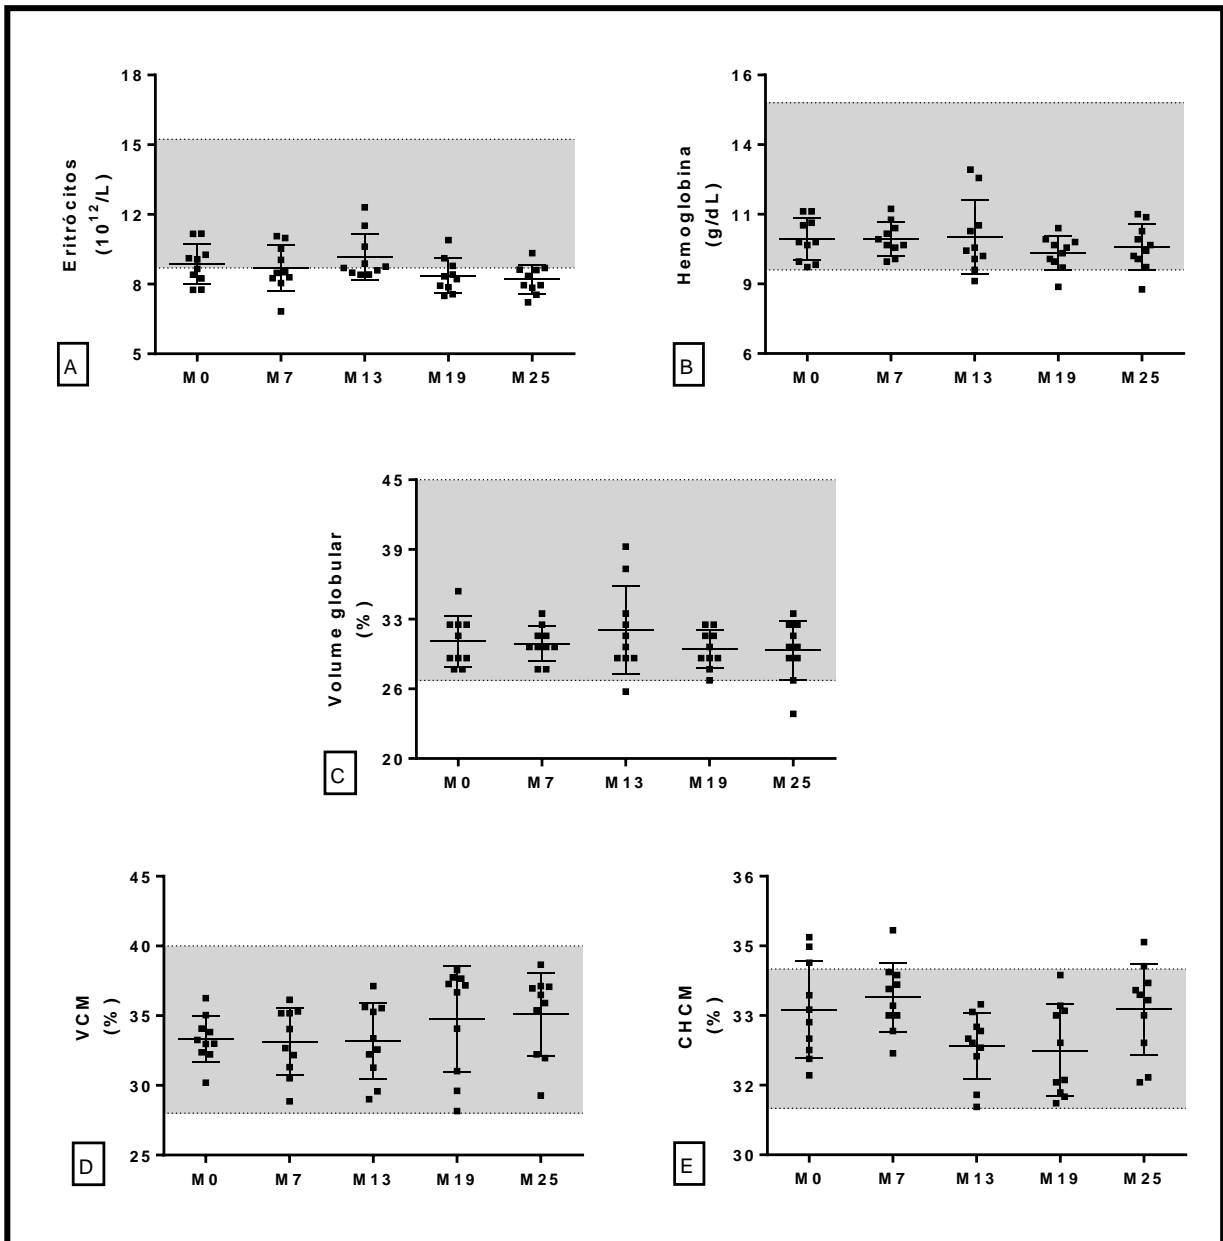 18
15
12
8
5
Eritrócitos
(10¹²/L)
M0 M7 M13 M19 M25
A
16
14
11
9
6
Hemoglobina
(g/dL)
M0 M7 M13 M19 M25
B
45
39
33
26
20
Volume globular
(%)
M0 M7 M13 M19 M25
C
45
40
35
30
25
VCM
(%)
M0 M7 M13 M19 M25
D
36
35
33
32
30
CHCM
(%)
M0 M7 M13 M19 M25
E